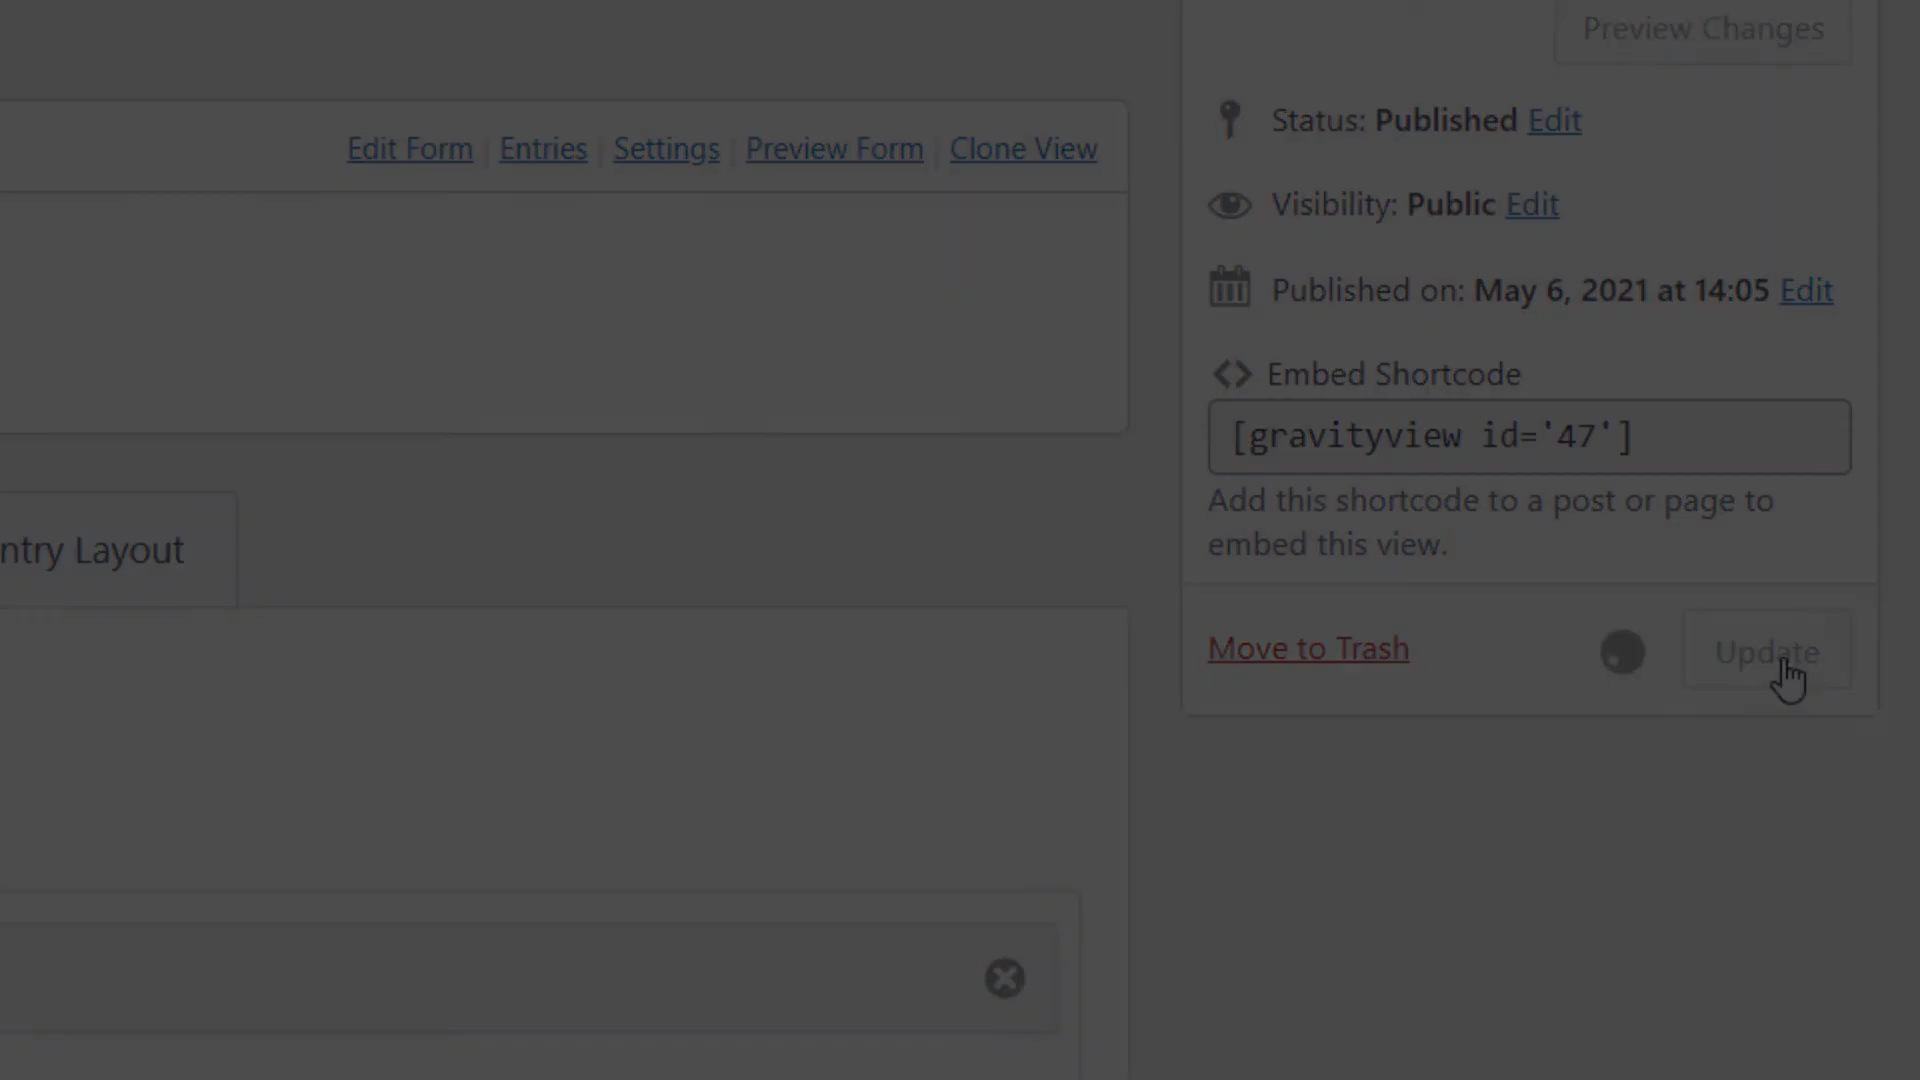 Preview Changes
Edit Form | Entries | Settings | Preview Form | Clone View
Status: Published Edit
Visibility: Public Edit
Published on: May 6, 2021 at 14:05 Edit
Embed Shortcode
[gravityview id='47']
Add this shortcode to a post or page to
embed this view.
ntry Layout
Move to Trash
Update